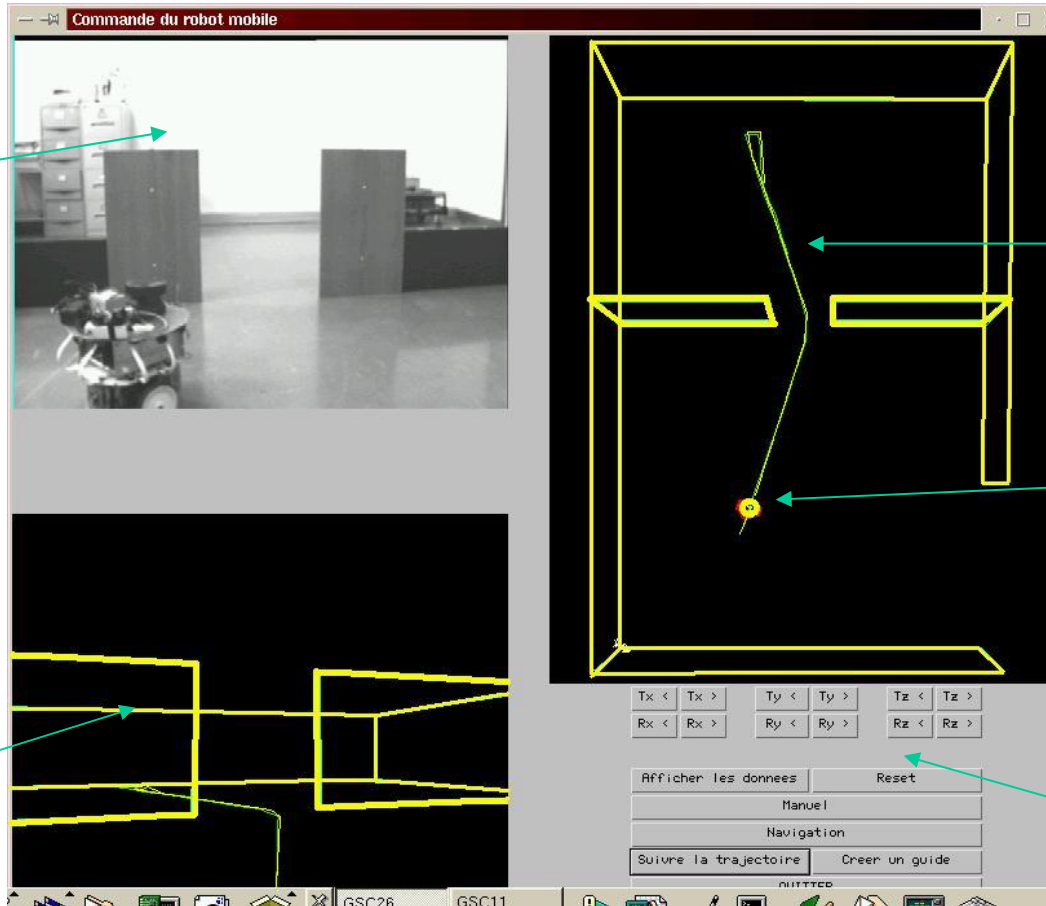 Commande du robot mobile
Tx < Tx > Ty < Ty > Tz < Tz >
Rx < Rx > Ry < Ry > Rz < Rz >
Afficher les donnees Reset
Manuel
Navigation
Suivre la trajectoire Creer un guide
QUITTER
GSC26 GSC11